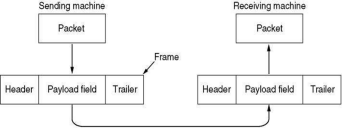 Sending machine
Receiving machine
Packet
Packet
Frame
Header
Payload field
Trailer
Header
Payload field
Trailer